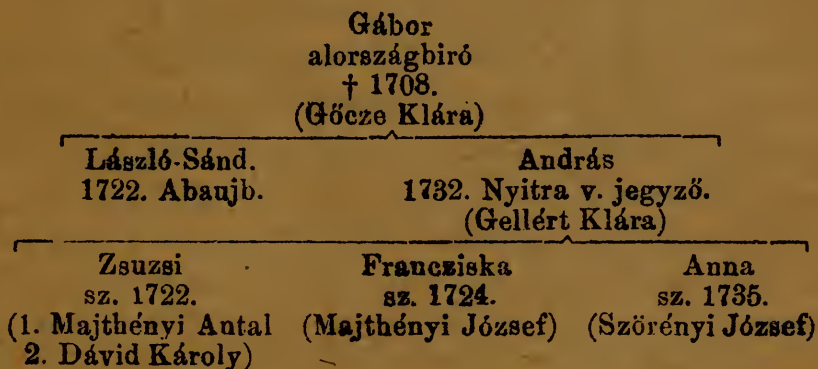 Gábor
alországbiró
† 1708.
(Gőcze Klára)
László-Sánd. András
1722. Abaujb. 1732. Nyitra v. jegyző.
(Gellért Klára)
Zsuzsi Francziska Anna
sz. 1722. sz. 1724. sz. 1735.
(1. Majthényi Antal (Majthényi József) (Szörényi József)
2. Dávid Károly)